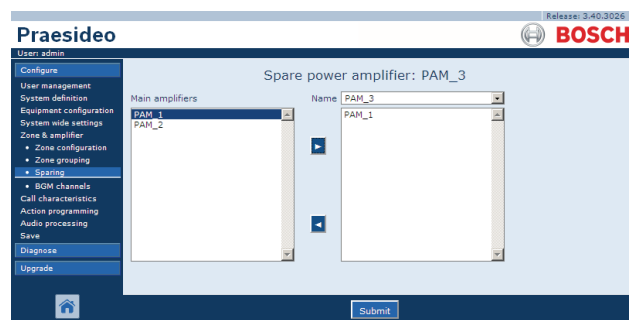 Release: 3.40.3026
Praesideo
BOSCH
User: admin
Configure
User management
System definition
Equipment configuration
System wide settings
Zone & amplifier
• Zone configuration
• Zone grouping
• Sparing
• BGM channels
Call characteristics
Action programming
Audio processing
Save
Diagnose
Upgrade
Spare power amplifier: PAM_3
Main amplifiers
Name PAM_3
PAM_1
PAM_2
PAM_1
Submit